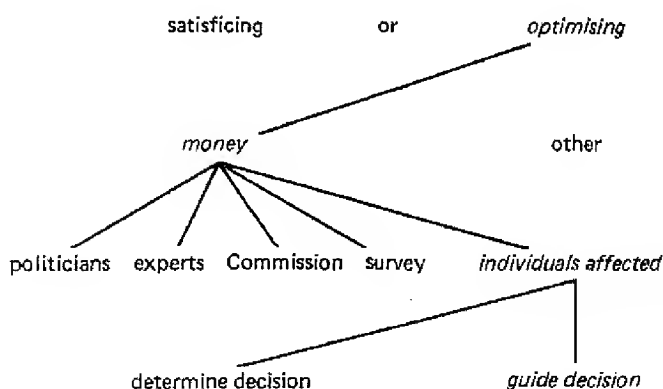 satisficing or optimising
money other
politicians experts Commission survey individuals affected
determine decision guide decision